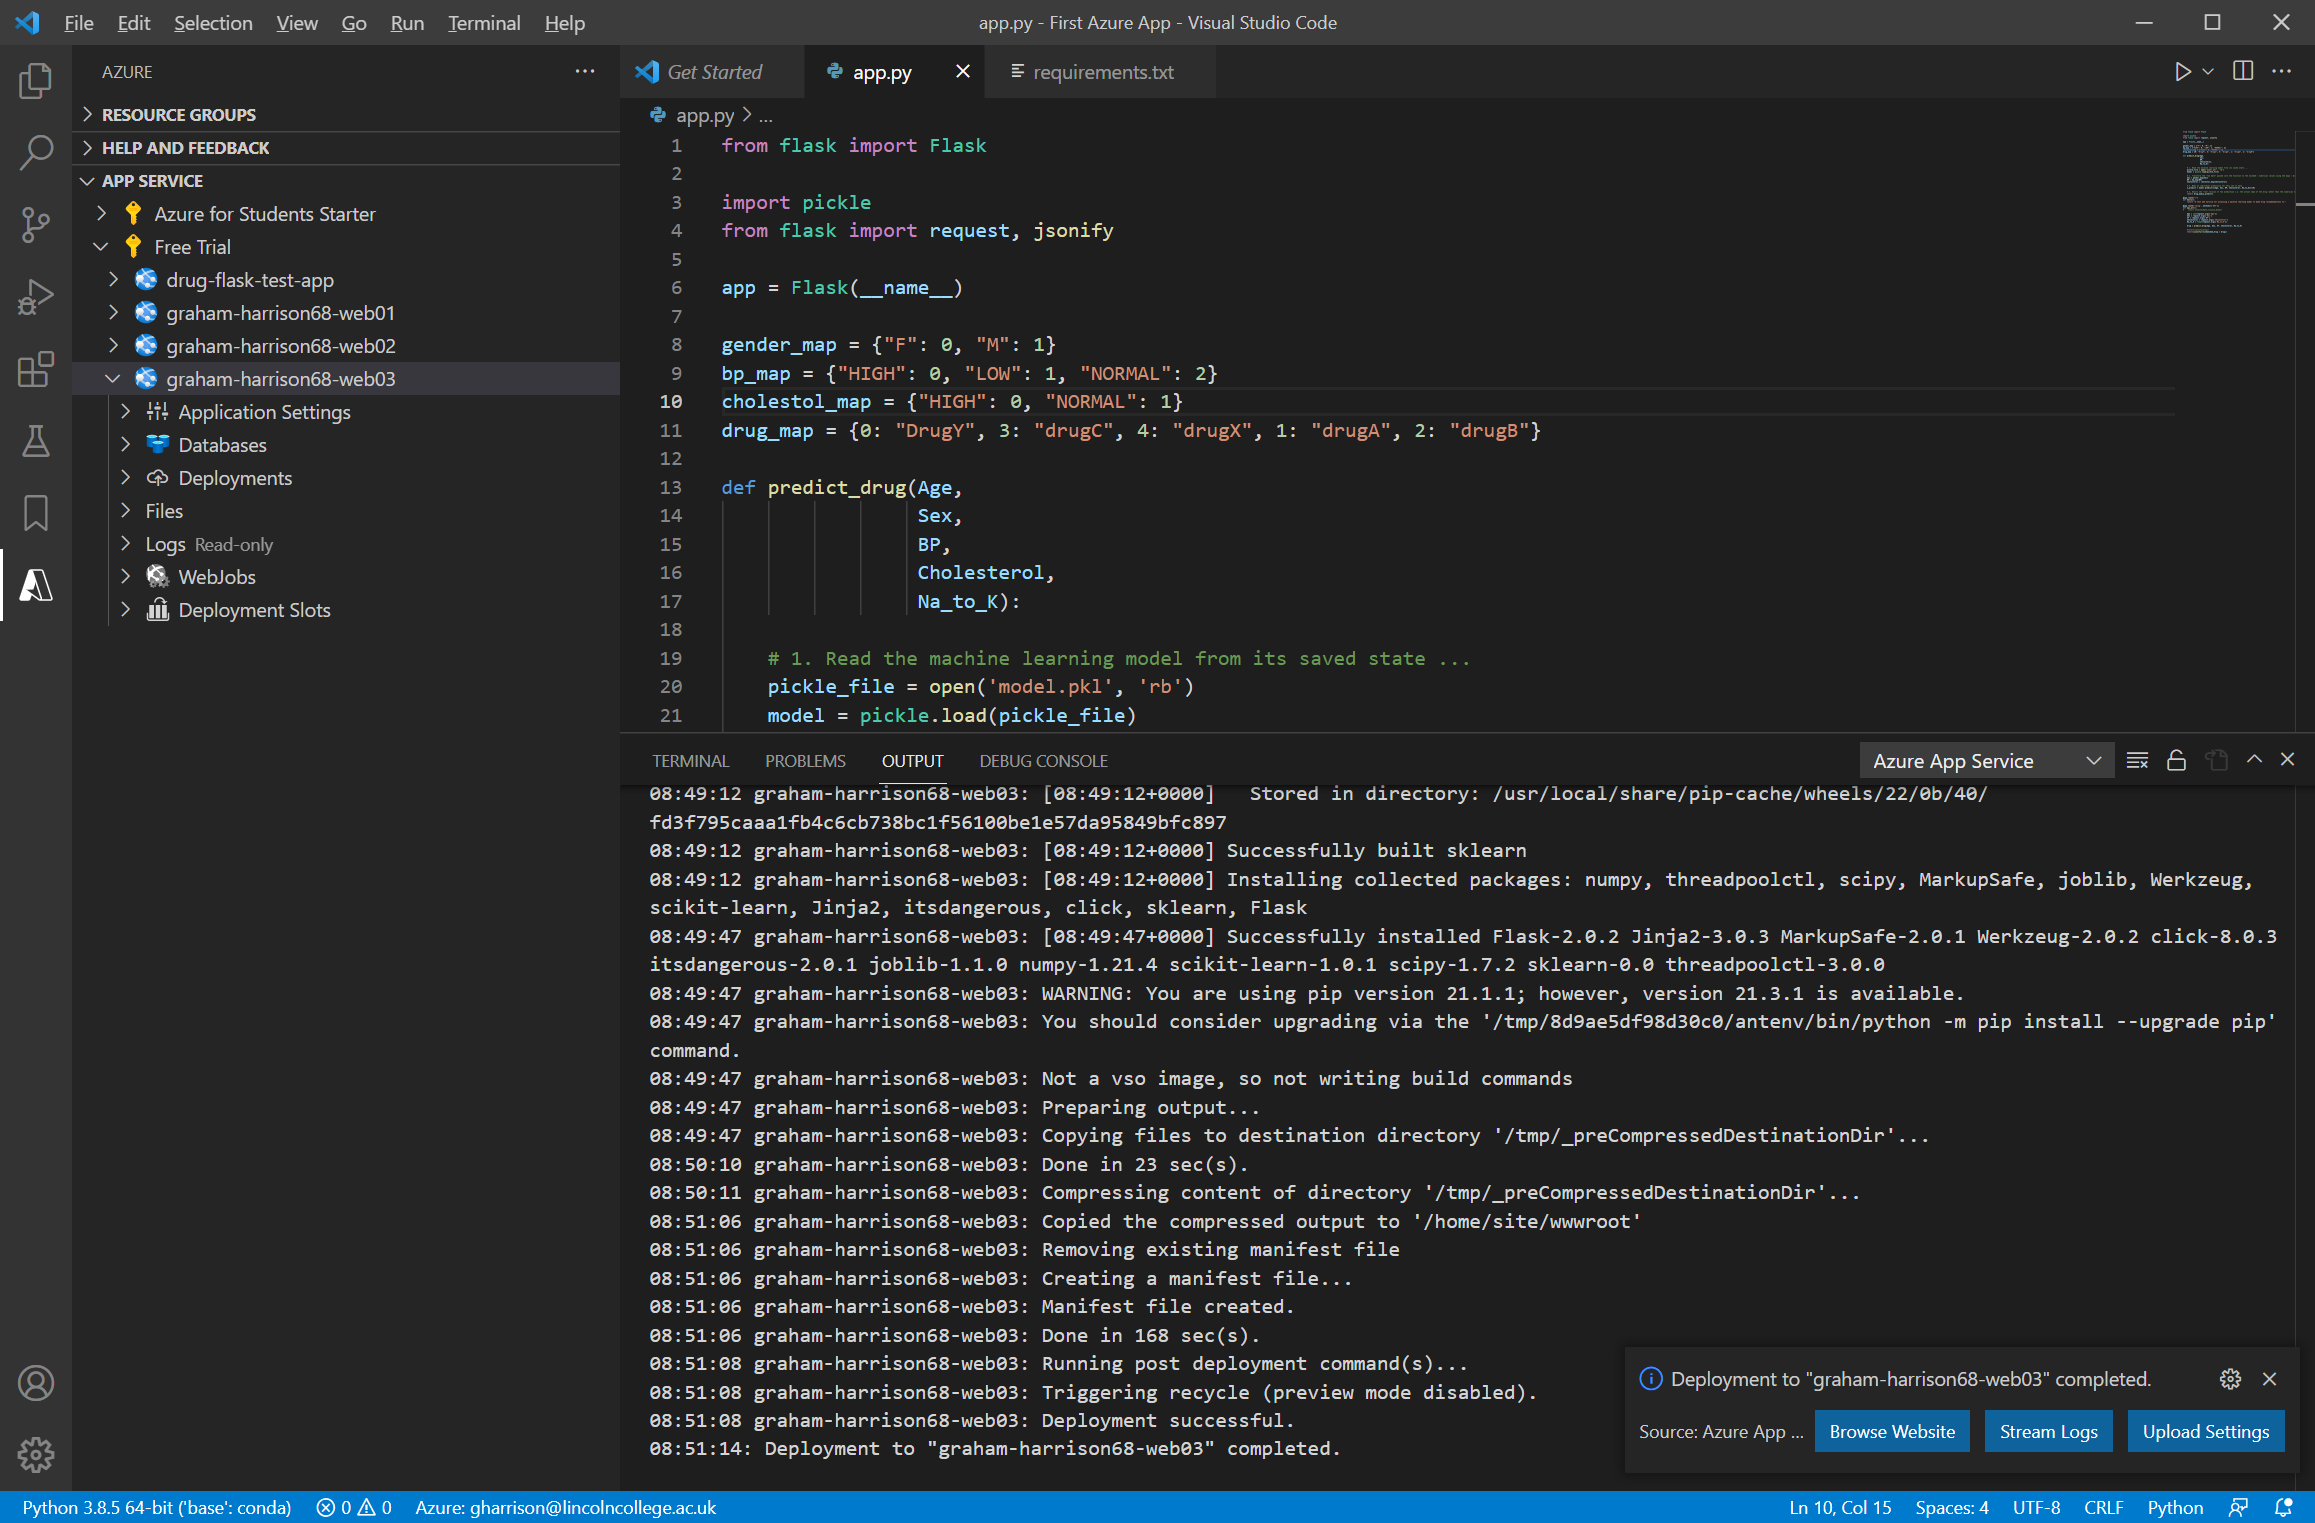 File Edit Selection View Go Run Terminal Help
app.py - First Azure App - Visual Studio Code
AZURE
RESOURCE GROUPS
HELP AND FEEDBACK
APP SERVICE
Azure for Students Starter
Free Trial
drug-flask-test-app
graham-harrison68-web01
graham-harrison68-web02
graham-harrison68-web03
Application Settings
Databases
Deployments
Files
Logs Read-only
WebJobs
Deployment Slots
Get Started
app.py
requirements.txt
app.py > ...
1 from flask import Flask
2
3 import pickle
4 from flask import request, jsonify
5
6 app = Flask(__name__)
7
8 gender_map = {"F": 0, "M": 1}
9 bp_map = {"HIGH": 0, "LOW": 1, "NORMAL": 2}
10 cholestol_map = {"HIGH": 0, "NORMAL": 1}
11 drug_map = {0: "DrugY", 3: "drugC", 4: "drugX", 1: "drugA", 2: "drugB"}
12
13 def predict_drug(Age,
14 Sex,
15 BP,
16 Cholesterol,
17 Na_to_K):
18
19 # 1. Read the machine learning model from its saved state ...
20 pickle_file = open('model.pkl', 'rb')
21 model = pickle.load(pickle_file)
TERMINAL PROBLEMS OUTPUT DEBUG CONSOLE
Azure App Service
08:49:12 graham-harrison68-web03: [08:49:12+0000]   Stored in directory: /usr/local/share/pip-cache/wheels/22/0b/40/
fd3f795caaa1fb4c6cb738bc1f56100be1e57da95849bfc897
08:49:12 graham-harrison68-web03: [08:49:12+0000] Successfully built sklearn
08:49:12 graham-harrison68-web03: [08:49:12+0000] Installing collected packages: numpy, threadpoolctl, scipy, MarkupSafe, joblib, Werkzeug,
scikit-learn, Jinja2, itsdangerous, click, sklearn, Flask
08:49:47 graham-harrison68-web03: [08:49:47+0000] Successfully installed Flask-2.0.2 Jinja2-3.0.3 MarkupSafe-2.0.1 Werkzeug-2.0.2 click-8.0.3
itsdangerous-2.0.1 joblib-1.1.0 numpy-1.21.4 scikit-learn-1.0.1 scipy-1.7.2 sklearn-0.0 threadpoolctl-3.0.0
08:49:47 graham-harrison68-web03: WARNING: You are using pip version 21.1.1; however, version 21.3.1 is available.
08:49:47 graham-harrison68-web03: You should consider upgrading via the '/tmp/8d9ae5df98d30c0/antenv/bin/python -m pip install --upgrade pip'
command.
08:49:47 graham-harrison68-web03: Not a vso image, so not writing build commands
08:49:47 graham-harrison68-web03: Preparing output...
08:49:47 graham-harrison68-web03: Copying files to destination directory '/tmp/_preCompressedDestinationDir'...
08:50:10 graham-harrison68-web03: Done in 23 sec(s).
08:50:11 graham-harrison68-web03: Compressing content of directory '/tmp/_preCompressedDestinationDir'...
08:51:06 graham-harrison68-web03: Copied the compressed output to '/home/site/wwwroot'
08:51:06 graham-harrison68-web03: Removing existing manifest file
08:51:06 graham-harrison68-web03: Creating a manifest file...
08:51:06 graham-harrison68-web03: Manifest file created.
08:51:06 graham-harrison68-web03: Done in 168 sec(s).
08:51:08 graham-harrison68-web03: Running post deployment command(s)...
08:51:08 graham-harrison68-web03: Triggering recycle (preview mode disabled).
08:51:08 graham-harrison68-web03: Deployment successful.
08:51:14: Deployment to "graham-harrison68-web03" completed.
Deployment to "graham-harrison68-web03" completed.
Source: Azure App ... Browse Website Stream Logs Upload Settings
Python 3.8.5 64-bit ('base': conda) 0 0 Azure: gharrison@lincolncollege.ac.uk Ln 10, Col 15 Spaces: 4 UTF-8 CRLF Python